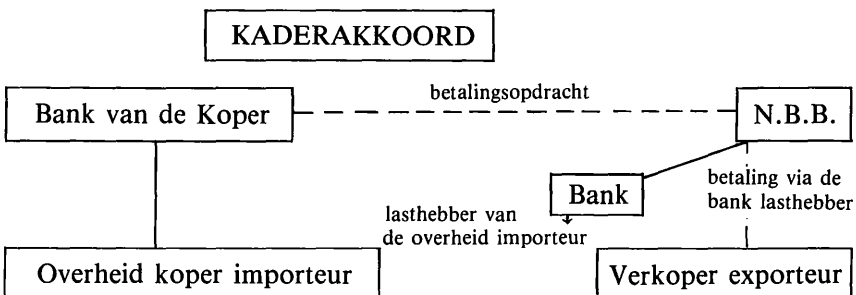 KADERAKKOORD
betalingsopdracht
Bank van de Koper
N.B.B.
betaling via de
bank lasthebber
Bank
lasthebber van
de overheid importeur
Overheid koper importeur
Verkoper exporteur